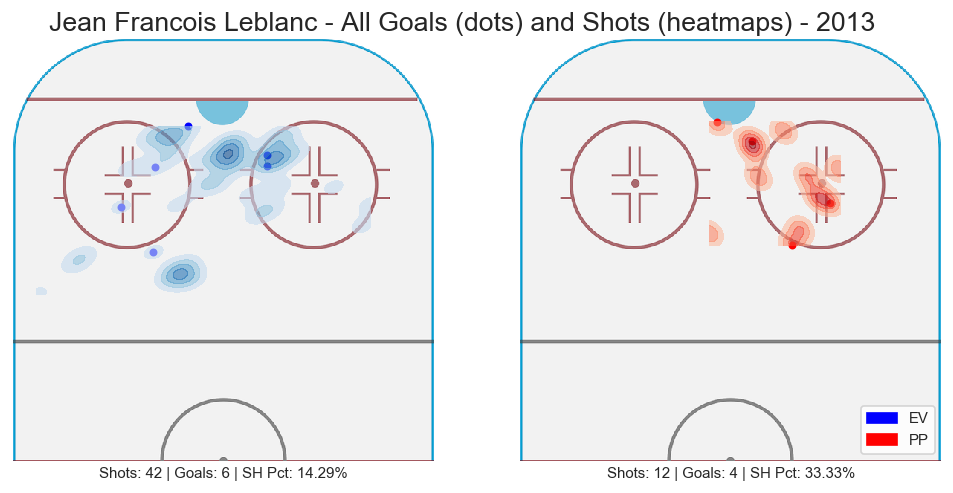 Jean Francois Leblanc - All Goals (dots) and Shots (heatmaps) - 2013
EV
PP
Shots: 42 | Goals: 6 | SH Pct: 14.29%
Shots: 12 | Goals: 4 | SH Pct: 33.33%